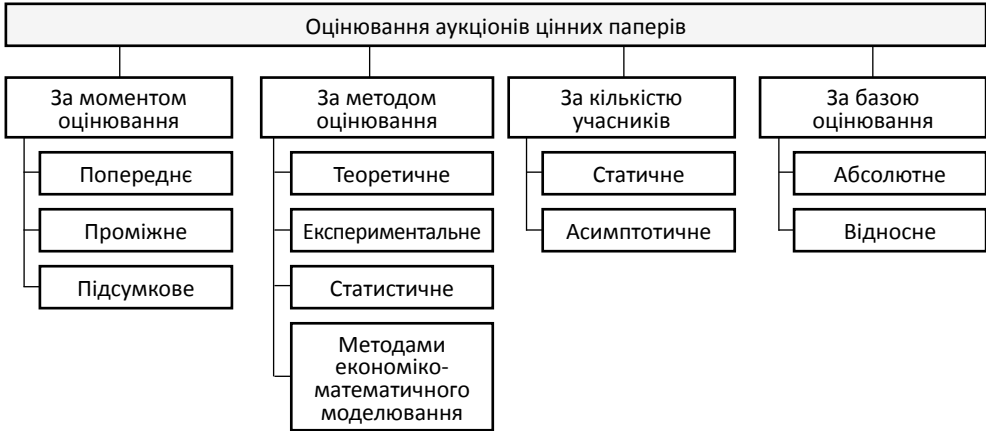 Оцінювання аукціонів цінних паперів
За моментом
оцінювання
Попереднє
Проміжне
Підсумкове
За методом
оцінювання
Теоретичне
Експериментальне
Статистичне
Методами
економіко-
математичного
моделювання
За кількістю
учасників
Статичне
Асимптотичне
За базою
оцінювання
Абсолютне
Відносне